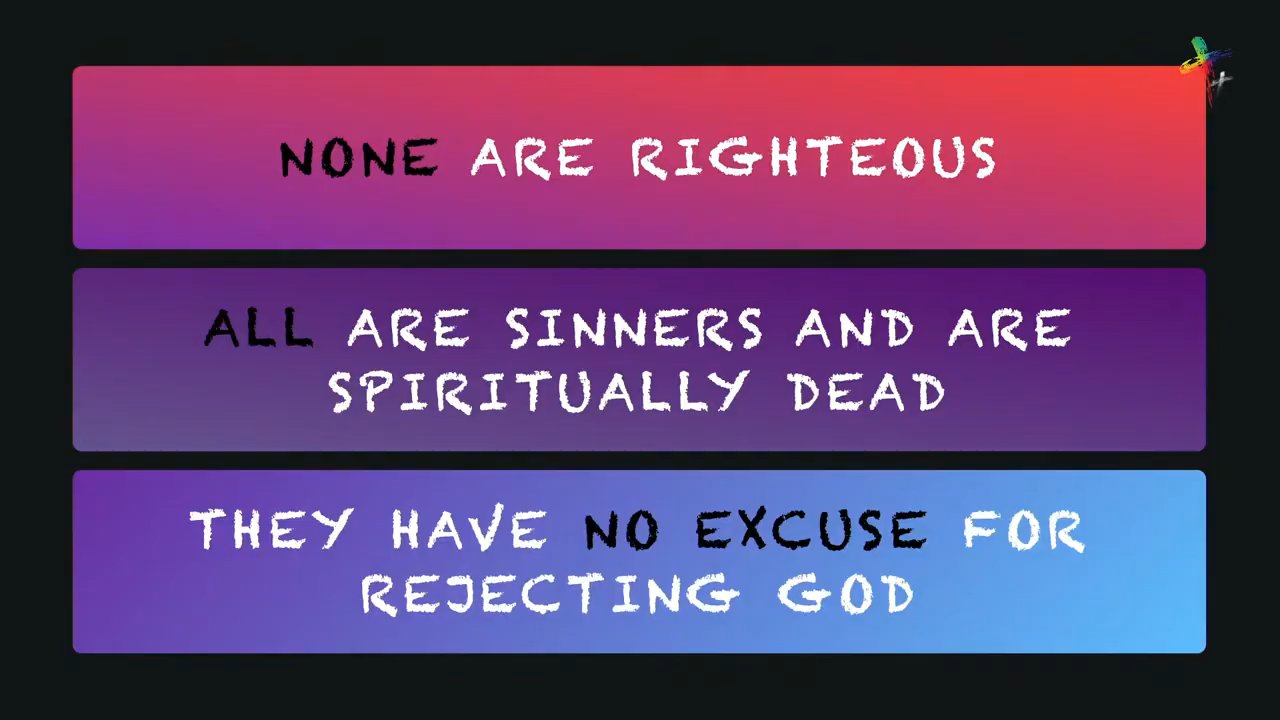 NONE ARE RIGHTEOUS
ALL ARE SINNERS AND ARE
SPIRITUALLY DEAD
THEY HAVE NO EXCUSE FOR
REJECTING GOD